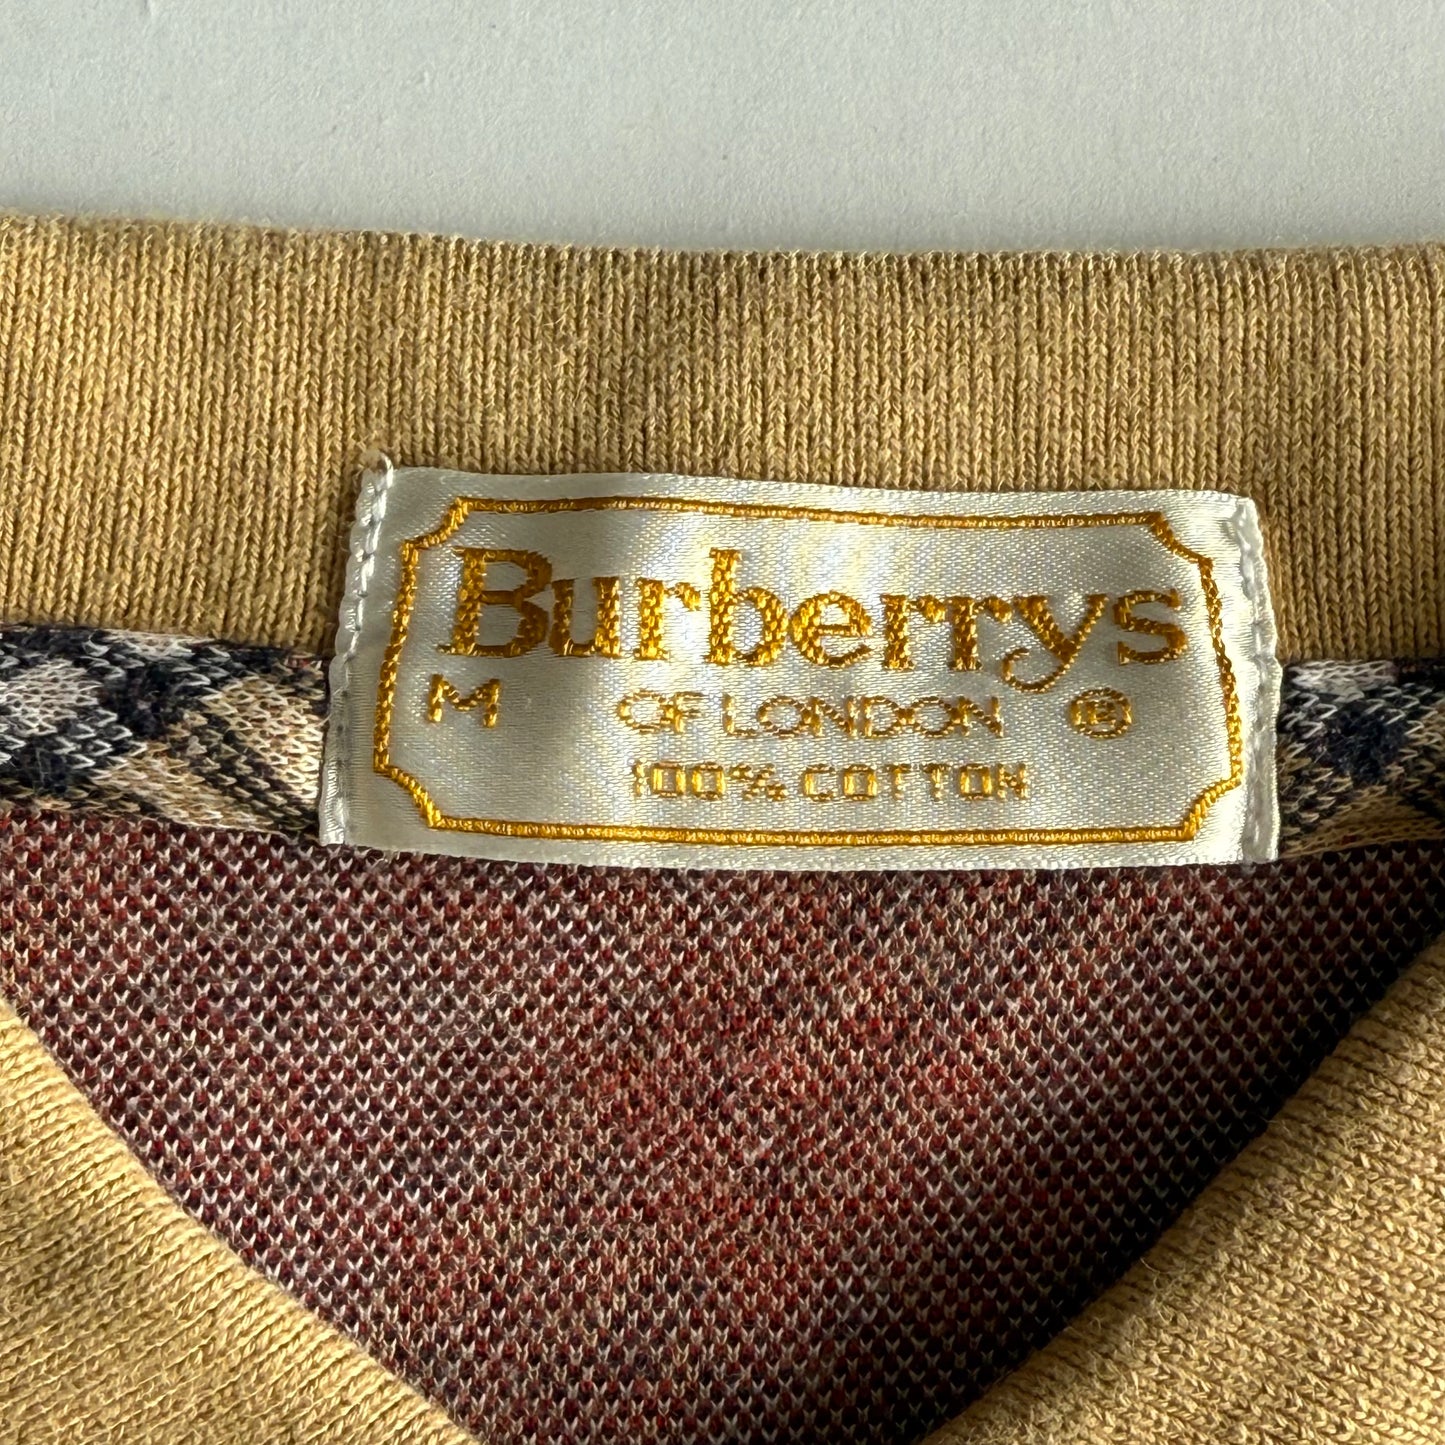 Burberrys
M OF LONDON ®
100% COTTON